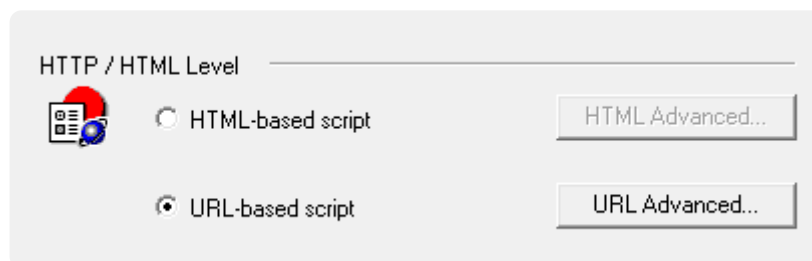 HTTP / HTML Level
HTML-based script
HTML Advanced...
URL-based script
URL Advanced...